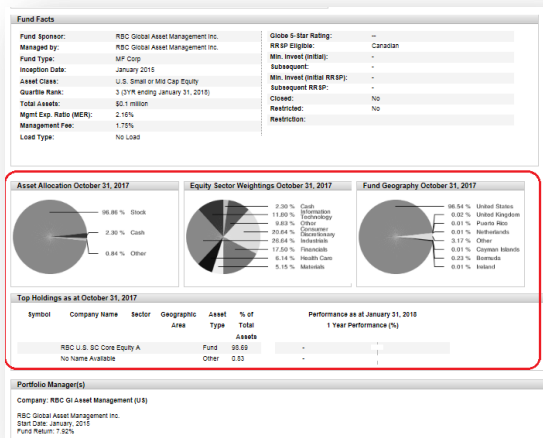 Fund Facts
Fund Sponsor: RBC Global Asset Management Inc.
Managed by: RBC Global Asset Management Inc.
Fund Type: MF Corp
Inception Date: January 2015
Asset Class: U.S. Small or Mid Cap Equity
Quartile Rank: 3 (3YR ending January 31, 2018)
Total Assets: $0.1 million
Mgmt Exp. Ratio (MER): 2.16%
Management Fee: 1.75%
Load Type: No Load
Globe 5-Star Rating: --
RRSP Eligible: Canadian
Min. Invest (Initial): -
Subsequent: -
Min. Invest (Initial RRSP): -
Subsequent RRSP: -
Closed: No
Restricted: No
Restriction:
Asset Allocation October 31, 2017
96.86 % Stock
2.30 % Cash
0.84 % Other
Equity Sector Weightings October 31, 2017
2.30 % Cash
11.60 % Information Technology
9.83 % Other
20.64 % Consumer Discretionary
26.64 % Industrials
17.50 % Financials
6.14 % Health Care
5.15 % Materials
Fund Geography October 31, 2017
96.54 % United States
0.02 % United Kingdom
0.01 % Puerto Rico
0.01 % Netherlands
3.17 % Other
0.01 % Cayman Islands
0.23 % Bermuda
0.01 % Ireland
Top Holdings as at October 31, 2017
Symbol Company Name Sector Geographic Area Asset Type % of Total Assets Performance as at January 31, 2018
1 Year Performance (%)
RBC U.S. SC Core Equity A Fund 98.69 -
No Name Available Other 0.83 -
Portfolio Manager(s)
Company: RBC Gl Asset Management (US)
RBC Global Asset Management Inc.
Start Date: January, 2015
Fund Return: 7.92%